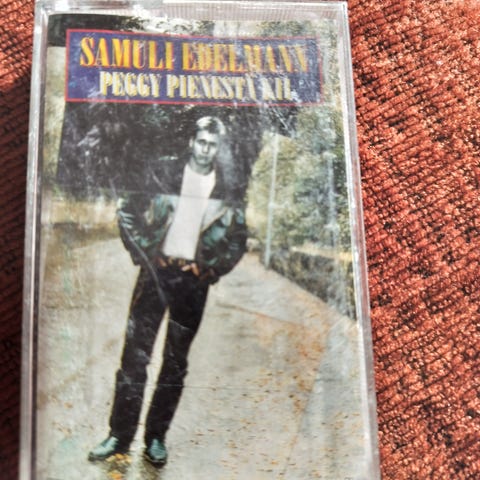 SAMULI EDELMANN
PEGGY PIENESTÄ KII.